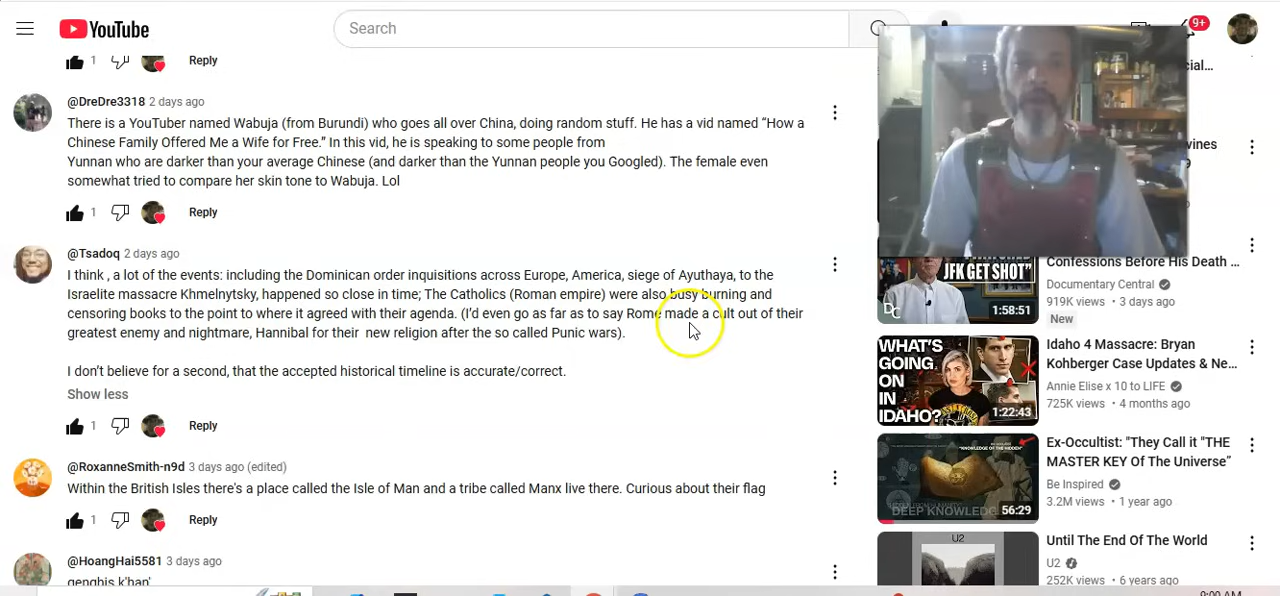 YouTube
Search
9+
1
Reply
@DreDre3318 2 days ago
There is a YouTuber named Wabuja (from Burundi) who goes all over China, doing random stuff. He has a vid named “How a
Chinese Family Offered Me a Wife for Free.” In this vid, he is speaking to some people from
Yunnan who are darker than your average Chinese (and darker than the Yunnan people you Googled). The female even
somewhat tried to compare her skin tone to Wabuja. Lol
1
Reply
@Tsadoq 2 days ago
I think , a lot of the events: including the Dominican order inquisitions across Europe, America, siege of Ayuthaya, to the
Israelite massacre Khmelnytsky, happened so close in time; The Catholics (Roman empire) were also busy burning and
censoring books to the point to where it agreed with their agenda. (I’d even go as far as to say Rome made a cult out of their
greatest enemy and nightmare, Hannibal for their new religion after the so called Punic wars).
I don’t believe for a second, that the accepted historical timeline is accurate/correct.
Show less
1
Reply
@RoxanneSmith-n9d 3 days ago (edited)
Within the British Isles there's a place called the Isle of Man and a tribe called Manx live there. Curious about their flag
1
Reply
@HoangHai5581 3 days ago
genghis k'han'
cial...
vines
JFK GET SHOT”
DC
1:58:51
Confessions Before His Death ...
Documentary Central
919K views • 3 days ago
New
WHAT'S
GOING
ON
IN
IDAHO?
1:22:43
Idaho 4 Massacre: Bryan
Kohberger Case Updates & Ne...
Annie Elise x 10 to LIFE
725K views • 4 months ago
"KNOWLEDGE OF THE HIDDEN"
DEEP KNOWLED
56:29
Ex-Occultist: "They Call it "THE
MASTER KEY Of The Universe”
Be Inspired
3.2M views • 1 year ago
U2
Until The End Of The World
U2
252K views • 6 years ago
9:00 AM